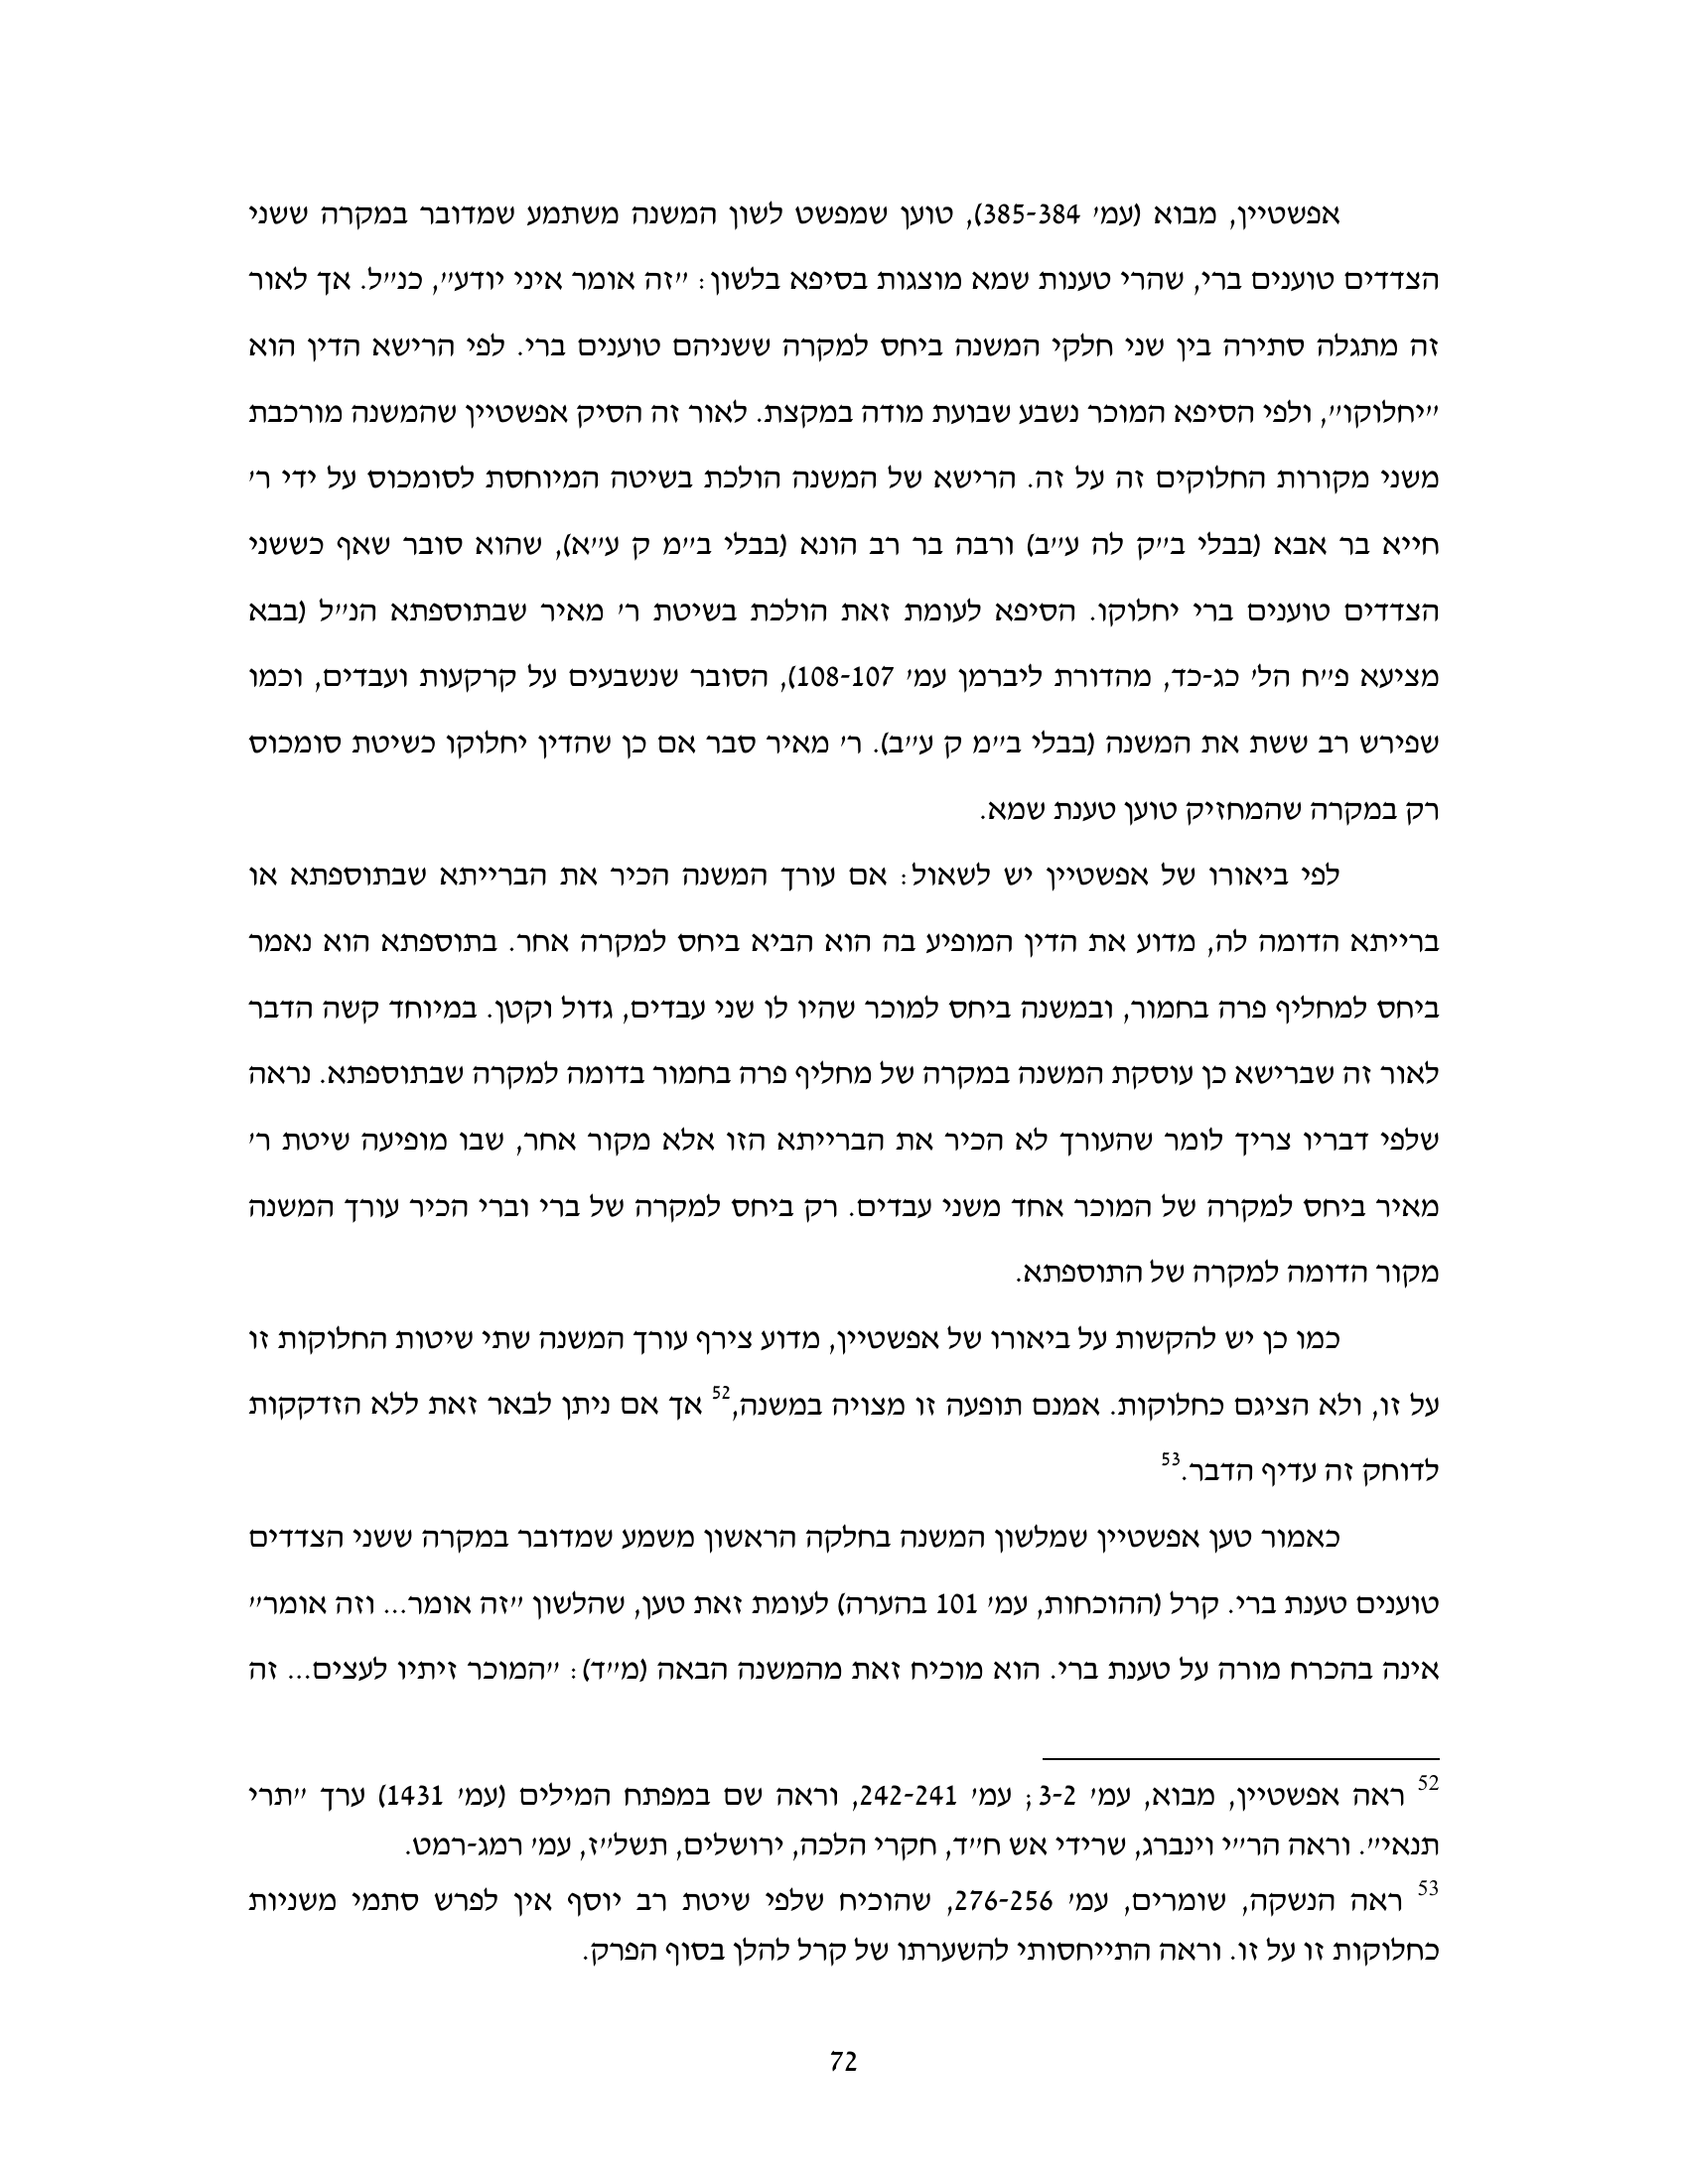 אפשטיין, מבוא (עמ' 385-384), טוען שמפשט לשון המשנה משתמע שמדובר במקרה ששני
הצדדים טוענים ברי, שהרי טענות שמא מוצגות בסיפא בלשון: "זה אומר איני יודע", כנ"ל. אך לאור
זה מתגלה סתירה בין שני חלקי המשנה ביחס למקרה ששניהם טוענים ברי. לפי הרישא הדין הוא
"יחלוקו", ולפי הסיפא המוכר נשבע שבועת מודה במקצת. לאור זה הסיק אפשטיין שהמשנה מורכבת
משני מקורות החלוקים זה על זה. הרישא של המשנה הולכת בשיטה המיוחסת לסומכוס על ידי ר'
חייא בר אבא (בבלי ב"ק לה ע"ב) ורבה בר רב הונא (בבלי ב"מ ק ע"א), שהוא סובר שאף כששני
הצדדים טוענים ברי יחלוקו. הסיפא לעומת זאת הולכת בשיטת ר' מאיר שבתוספתא הנ"ל (בבא
מציעא פ"ח הל' כג-כד, מהדורת ליברמן עמ' 108-107), הסובר שנשבעים על קרקעות ועבדים, וכמו
שפירש רב ששת את המשנה (בבלי ב"מ ק ע"ב). ר' מאיר סבר אם כן שהדין יחלוקו כשיטת סומכוס
רק במקרה שהמחזיק טוען טענת שמא.
לפי ביאורו של אפשטיין יש לשאול: אם עורך המשנה הכיר את הברייתא שבתוספתא או
ברייתא הדומה לה, מדוע את הדין המופיע בה הוא הביא ביחס למקרה אחר. בתוספתא הוא נאמר
ביחס למחליף פרה בחמור, ובמשנה ביחס למוכר שהיו לו שני עבדים, גדול וקטן. במיוחד קשה הדבר
לאור זה שברישא כן עוסקת המשנה במקרה של מחליף פרה בחמור בדומה למקרה שבתוספתא. נראה
שלפי דבריו צריך לומר שהעורך לא הכיר את הברייתא הזו אלא מקור אחר, שבו מופיעה שיטת ר'
מאיר ביחס למקרה של המוכר אחד משני עבדים. רק ביחס למקרה של ברי וברי הכיר עורך המשנה
מקור הדומה למקרה של התוספתא.
כמו כן יש להקשות על ביאורו של אפשטיין, מדוע צירף עורך המשנה שתי שיטות החלוקות זו
על זו, ולא הציגם כחלוקות. אמנם תופעה זו מצויה במשנה,52 אך אם ניתן לבאר זאת ללא הזדקקות
לדוחק זה עדיף הדבר.53
כאמור טען אפשטיין שמלשון המשנה בחלקה הראשון משמע שמדובר במקרה ששני הצדדים
טוענים טענת ברי. קרל (ההוכחות, עמ' 101 בהערה) לעומת זאת טען, שהלשון "זה אומר... וזה אומר"
אינה בהכרח מורה על טענת ברי. הוא מוכיח זאת מהמשנה הבאה (מ"ד): "המוכר זיתיו לעצים... זה
52 ראה אפשטיין, מבוא, עמ' 3-2; עמ' 242-241, וראה שם במפתח המילים (עמ' 1431) ערך "תרי
תנאי". וראה הר"י וינברג, שרידי אש ח"ד, חקרי הלכה, ירושלים, תשל"ז, עמ' רמג-רמט.
53 ראה הנשקה, שומרים, עמ' 276-256, שהוכיח שלפי שיטת רב יוסף אין לפרש סתמי משניות
כחלוקות זו על זו. וראה התייחסותי להשערתו של קרל להלן בסוף הפרק.
72